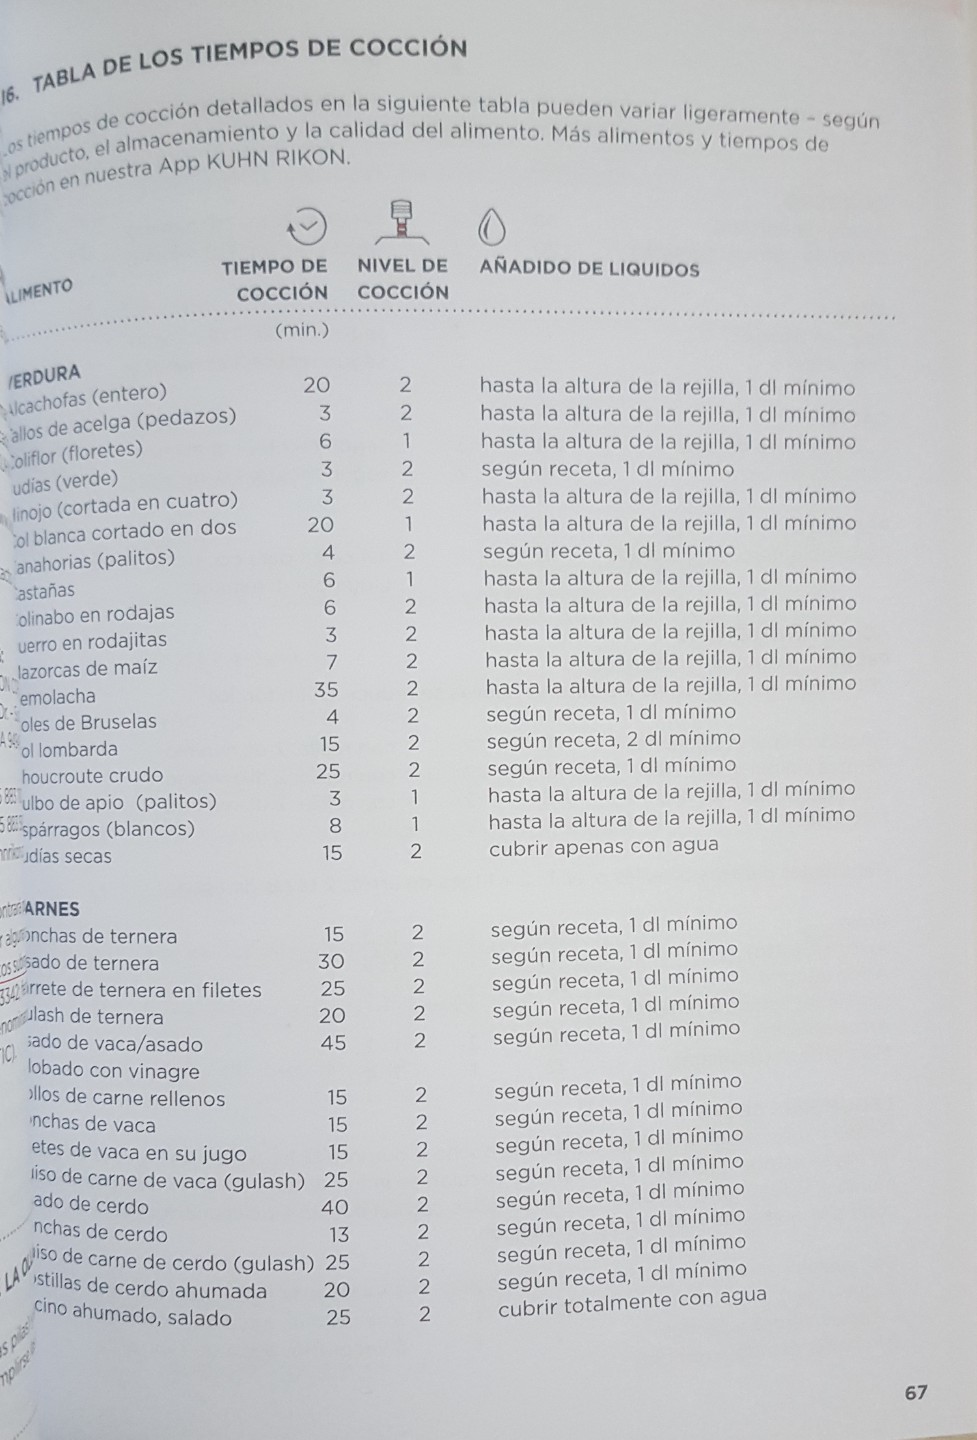 16. TABLA DE LOS TIEMPOS DE COCCIÓN
os tiempos de cocción detallados en la siguiente tabla pueden variar ligeramente - según
producto, el almacenamiento y la calidad del alimento. Más alimentos y tiempos de
occión en nuestra App KUHN RIKON.
LIMENTO TIEMPO DE COCCIÓN NIVEL DE COCCIÓN AÑADIDO DE LIQUIDOS
(min.)
ERDURA
lcachofas (entero) 20 2 hasta la altura de la rejilla, 1 dl mínimo
allos de acelga (pedazos) 3 2 hasta la altura de la rejilla, 1 dl mínimo
oliflor (floretes) 6 1 hasta la altura de la rejilla, 1 dl mínimo
udías (verde) 3 2 según receta, 1 dl mínimo
linojo (cortada en cuatro) 3 2 hasta la altura de la rejilla, 1 dl mínimo
ol blanca cortado en dos 20 1 hasta la altura de la rejilla, 1 dl mínimo
anahorias (palitos) 4 2 según receta, 1 dl mínimo
astañas 6 1 hasta la altura de la rejilla, 1 dl mínimo
olinabo en rodajas 6 2 hasta la altura de la rejilla, 1 dl mínimo
uerro en rodajitas 3 2 hasta la altura de la rejilla, 1 dl mínimo
lazorcas de maíz 7 2 hasta la altura de la rejilla, 1 dl mínimo
emolacha 35 2 hasta la altura de la rejilla, 1 dl mínimo
oles de Bruselas 4 2 según receta, 1 dl mínimo
ol lombarda 15 2 según receta, 2 dl mínimo
houcroute crudo 25 2 según receta, 1 dl mínimo
ulbo de apio (palitos) 3 1 hasta la altura de la rejilla, 1 dl mínimo
spárragos (blancos) 8 1 hasta la altura de la rejilla, 1 dl mínimo
udías secas 15 2 cubrir apenas con agua
ARNES
onchas de ternera 15 2 según receta, 1 dl mínimo
sado de ternera 30 2 según receta, 1 dl mínimo
arrete de ternera en filetes 25 2 según receta, 1 dl mínimo
ulash de ternera 20 2 según receta, 1 dl mínimo
sado de vaca/asado 45 2 según receta, 1 dl mínimo
lobado con vinagre
ollos de carne rellenos 15 2 según receta, 1 dl mínimo
nchas de vaca 15 2 según receta, 1 dl mínimo
etes de vaca en su jugo 15 2 según receta, 1 dl mínimo
iiso de carne de vaca (gulash) 25 2 según receta, 1 dl mínimo
ado de cerdo 40 2 según receta, 1 dl mínimo
nchas de cerdo 13 2 según receta, 1 dl mínimo
iiso de carne de cerdo (gulash) 25 2 según receta, 1 dl mínimo
stillas de cerdo ahumada 20 2 según receta, 1 dl mínimo
cino ahumado, salado 25 2 cubrir totalmente con agua
67